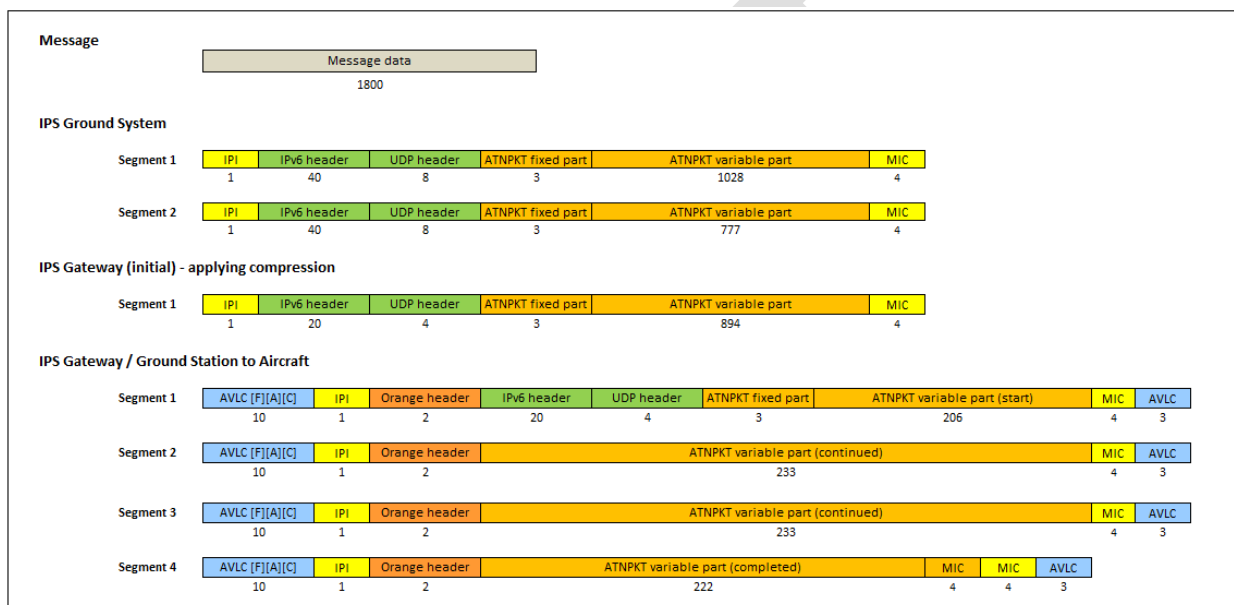 Message
Message data
1800
IPS Ground System
Segment 1 IPI IPv6 header UDP header ATNPKT fixed part ATNPKT variable part MIC
1 40 8 3 1028 4
Segment 2 IPI IPv6 header UDP header ATNPKT fixed part ATNPKT variable part MIC
1 40 8 3 777 4
IPS Gateway (initial) - applying compression
Segment 1 IPI IPv6 header UDP header ATNPKT fixed part ATNPKT variable part MIC
1 20 4 3 894 4
IPS Gateway / Ground Station to Aircraft
Segment 1 AVLC [F][A][C] IPI Orange header IPv6 header UDP header ATNPKT fixed part ATNPKT variable part (start) MIC AVLC
10 1 2 20 4 3 206 4 3
Segment 2 AVLC [F][A][C] IPI Orange header ATNPKT variable part (continued) MIC AVLC
10 1 2 233 4 3
Segment 3 AVLC [F][A][C] IPI Orange header ATNPKT variable part (continued) MIC AVLC
10 1 2 233 4 3
Segment 4 AVLC [F][A][C] IPI Orange header ATNPKT variable part (completed) MIC MIC AVLC
10 1 2 222 4 4 3